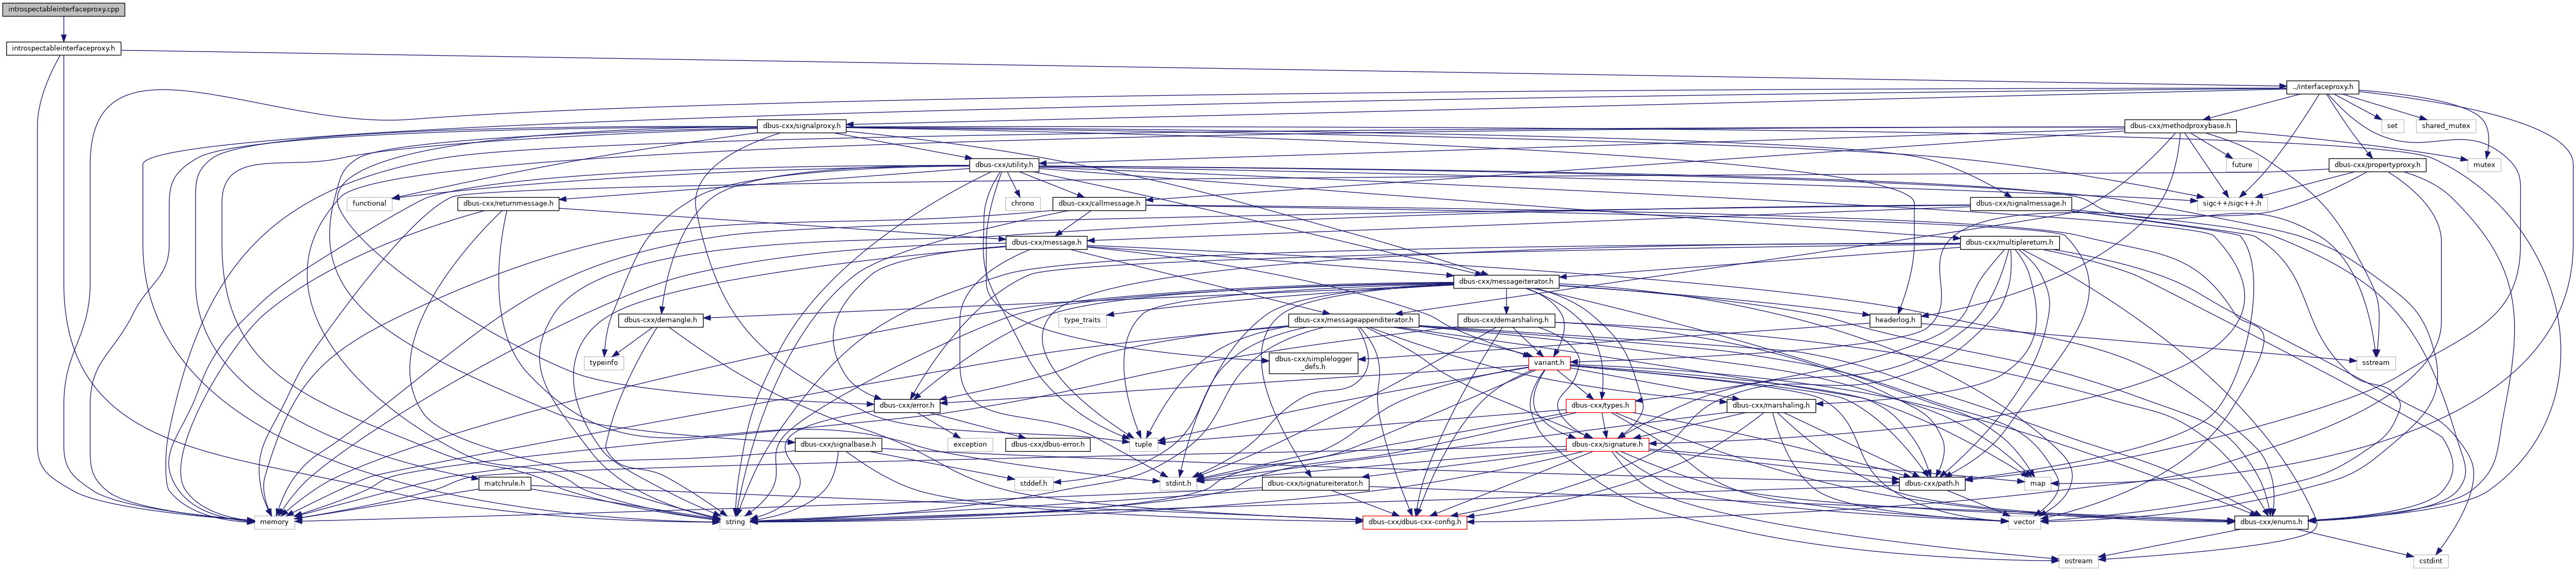 introspectableinterfaceproxy.cpp
introspectableinterfaceproxy.h
../interfaceproxy.h
dbus-cxx/signalproxy.h
dbus-cxx/methodproxybase.h
set
shared_mutex
dbus-cxx/utility.h
future
dbus-cxx/propertyproxy.h
mutex
functional
dbus-cxx/returnmessage.h
chrono
dbus-cxx/callmessage.h
dbus-cxx/signalmessage.h
sigc++/sigc++.h
dbus-cxx/message.h
dbus-cxx/multiplereturn.h
dbus-cxx/messageiterator.h
dbus-cxx/demangle.h
type_traits
dbus-cxx/messageappenditerator.h
dbus-cxx/demarshaling.h
headerlog.h
typeinfo
dbus-cxx/simplelogger
_defs.h
variant.h
sstream
dbus-cxx/error.h
dbus-cxx/types.h
dbus-cxx/marshaling.h
dbus-cxx/signalbase.h
exception
dbus-cxx/dbus-error.h
tuple
dbus-cxx/signature.h
matchrule.h
stddef.h
stdint.h
dbus-cxx/signatureiterator.h
dbus-cxx/path.h
map
memory
string
dbus-cxx/dbus-cxx-config.h
vector
dbus-cxx/enums.h
ostream
cstdint